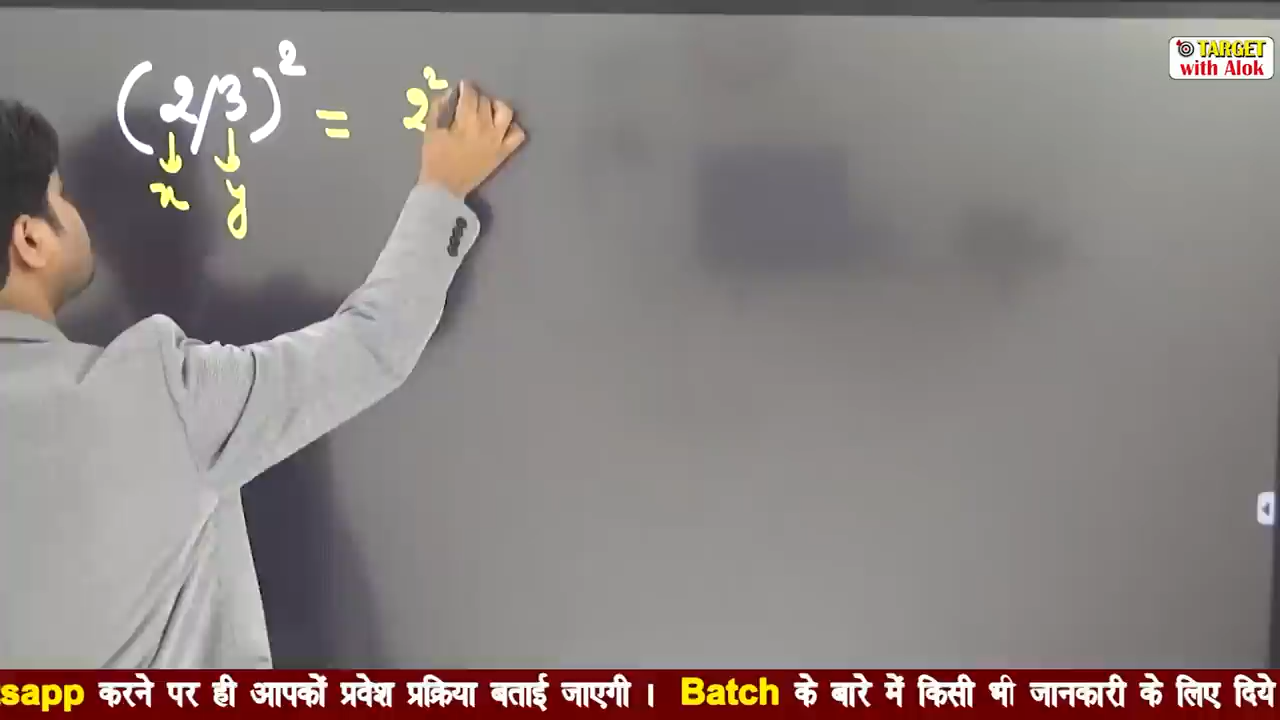 (2/3)² = 2²
x y
TARGET
with Alok
sapp करने पर ही आपकों प्रवेश प्रक्रिया बताई जाएगी । Batch के बारे में किसी भी जानकारी के लिए दिये